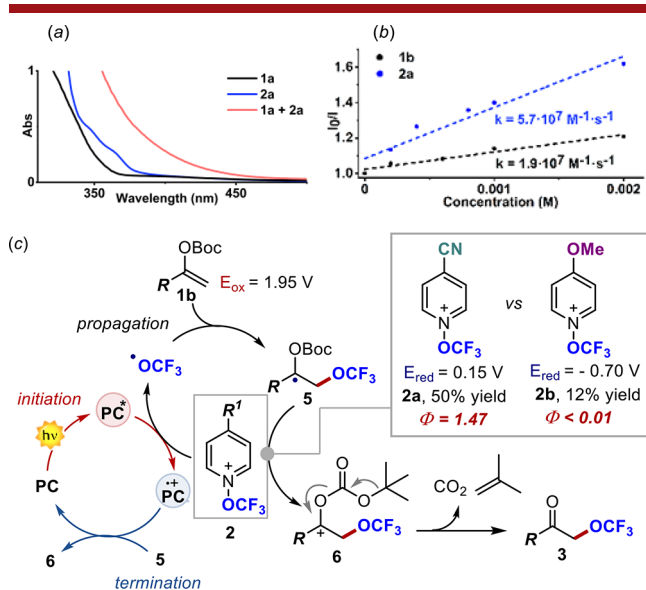 (a)
1
Abs
0
350
450
Wavelength (nm)
1a
2a
1a + 2a
(b)
I0/I
1.6
1.4
1.2
1.0
0
0.001
0.002
Concentration (M)
1b
2a
k = 5.7·10⁷ M⁻¹·s⁻¹
k = 1.9·10⁷ M⁻¹·s⁻¹
(c)
OBoc
R
1b
Eox = 1.95 V
propagation
•OCF3
OBoc
R
•
OCF3
5
initiation
hν
PC*
PC
•+
PC
6
5
termination
R¹
+
N
OCF3
2
CN
+
N
OCF3
Ered = 0.15 V
2a, 50% yield
Φ = 1.47
vs
OMe
+
N
OCF3
Ered = - 0.70 V
2b, 12% yield
Φ < 0.01
O
O
O
R
+
OCF3
6
CO2
O
R
OCF3
3